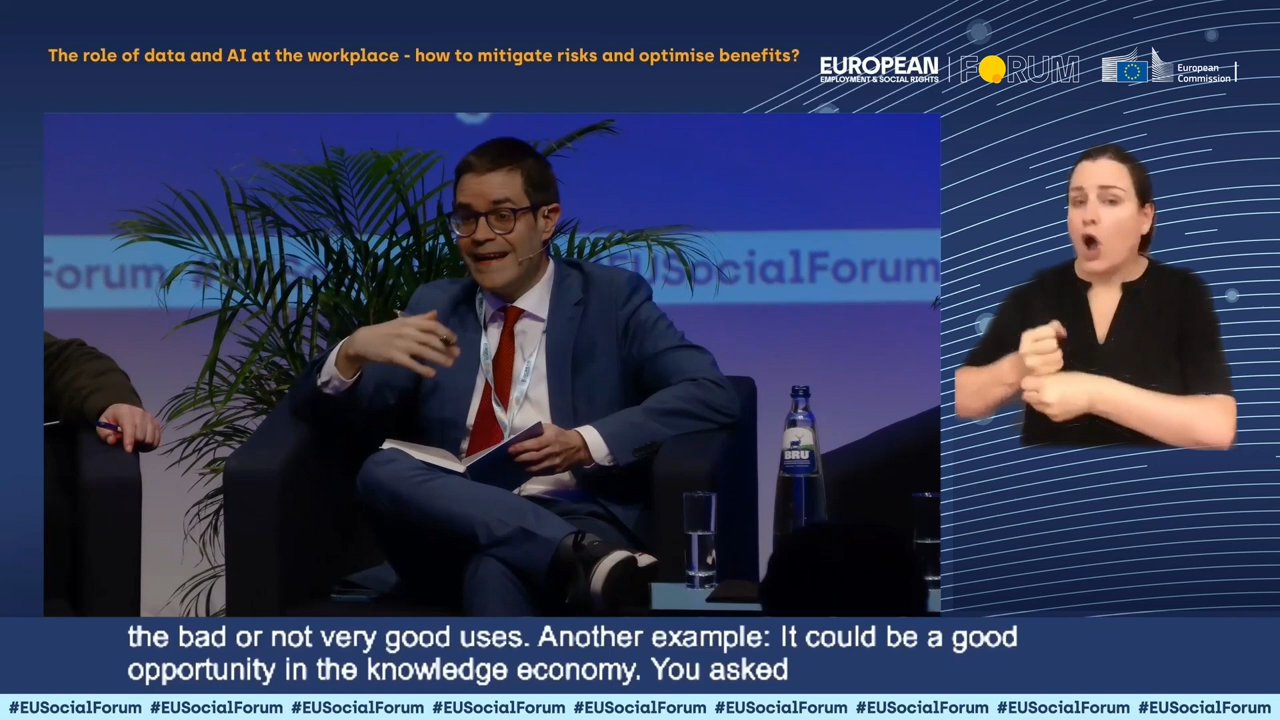 The role of data and AI at the workplace - how to mitigate risks and optimise benefits?
EUROPEAN
EMPLOYMENT & SOCIAL RIGHTS
FORUM
European
Commission
Forum
EUSocialForum
BRU
the bad or not very good uses. Another example: It could be a good
opportunity in the knowledge economy. You asked
#EUSocialForum #EUSocialForum #EUSocialForum #EUSocialForum #EUSocialForum #EUSocialForum #EUSocialForum #EUSocialForum #EUSocialForum